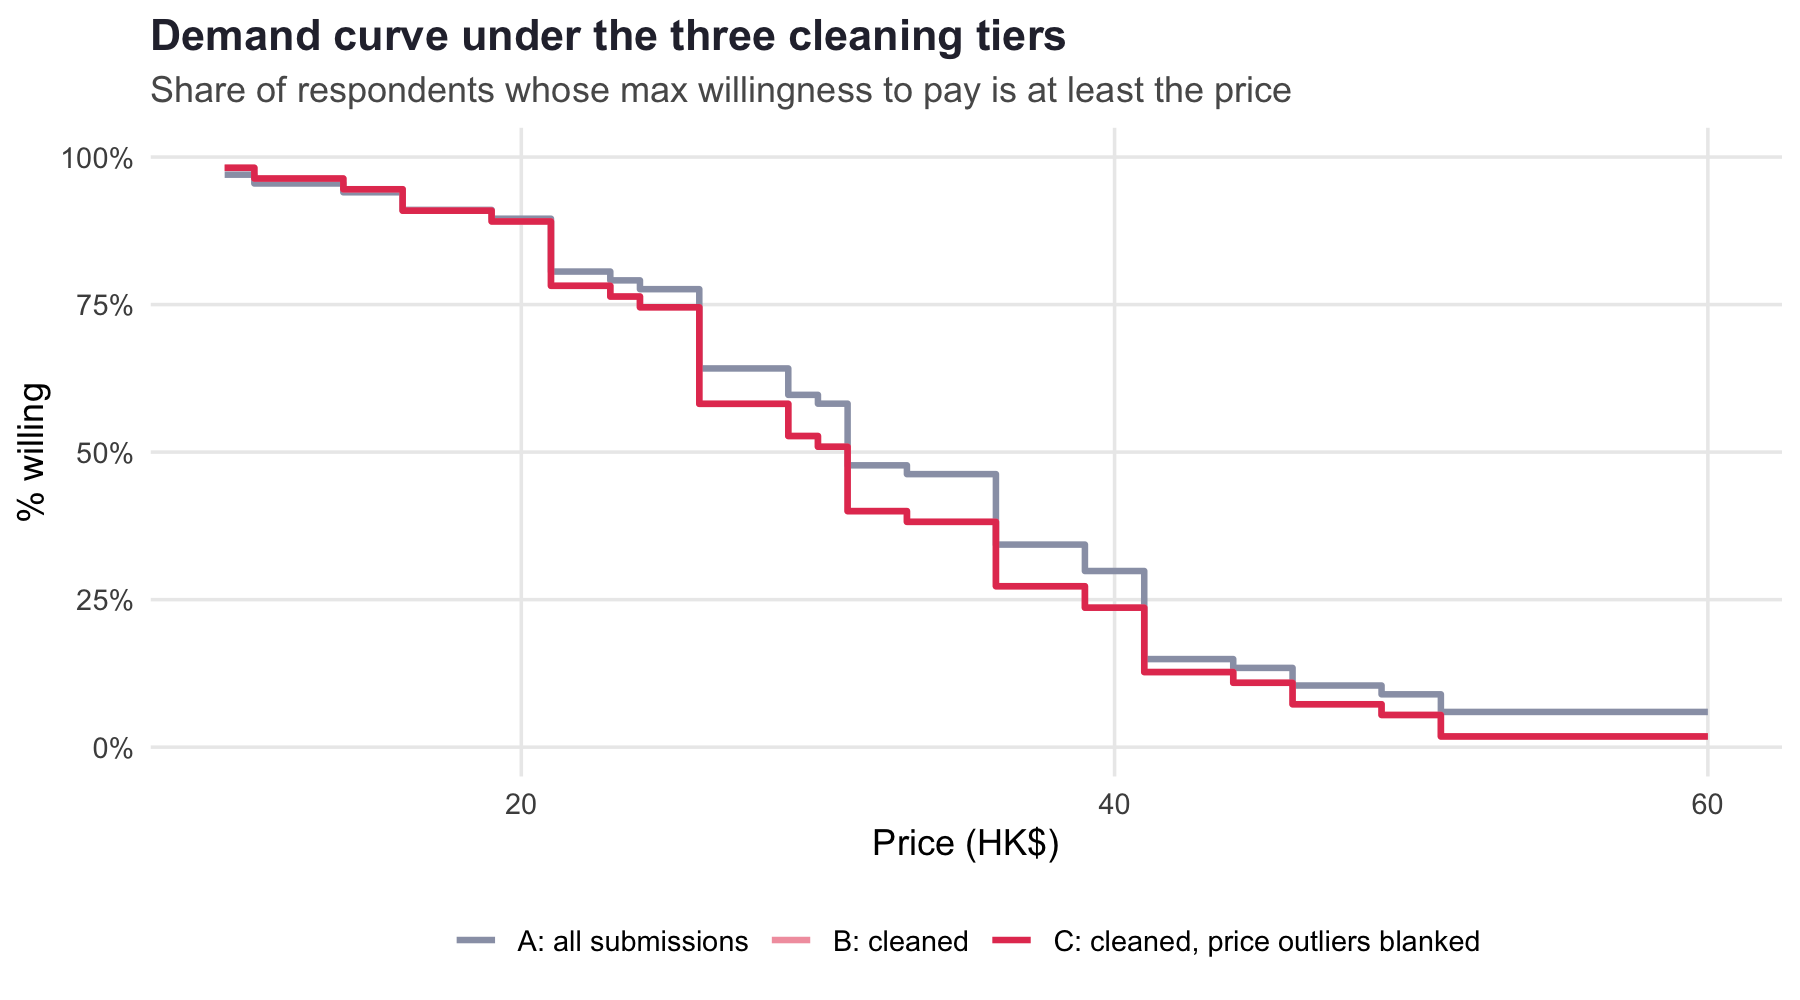 Demand curve under the three cleaning tiers
Share of respondents whose max willingness to pay is at least the price
100%
75%
50%
25%
0%
% willing
20 40 60
Price (HK$)
A: all submissions B: cleaned C: cleaned, price outliers blanked